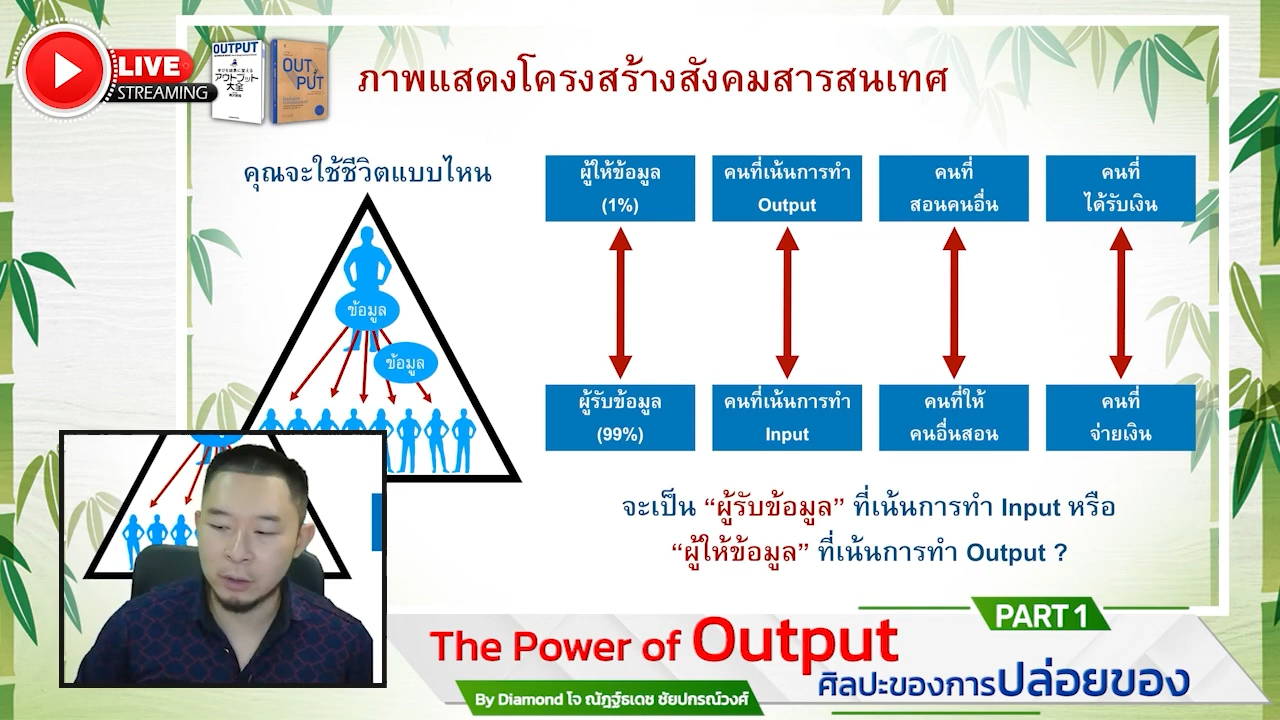 LIVE
STREAMING
OUTPUT
アウトプット
大全
OUT
PUT
ภาพแสดงโครงสร้างสังคมสารสนเทศ
คุณจะใช้ชีวิตแบบไหน
ข้อมูล
ข้อมูล
ผู้ให้ข้อมูล
(1%)
คนที่เน้นการทำ
Output
คนที่
สอนคนอื่น
คนที่
ได้รับเงิน
ผู้รับข้อมูล
(99%)
คนที่เน้นการทำ
Input
คนที่ให้
คนอื่นสอน
คนที่
จ่ายเงิน
จะเป็น “ผู้รับข้อมูล” ที่เน้นการทำ Input หรือ
“ผู้ให้ข้อมูล” ที่เน้นการทำ Output ?
PART 1
The Power of Output
ศิลปะของการปล่อยของ
By Diamond โจ ณัฏฐ์ธเดช ชัยปกรณ์วงศ์